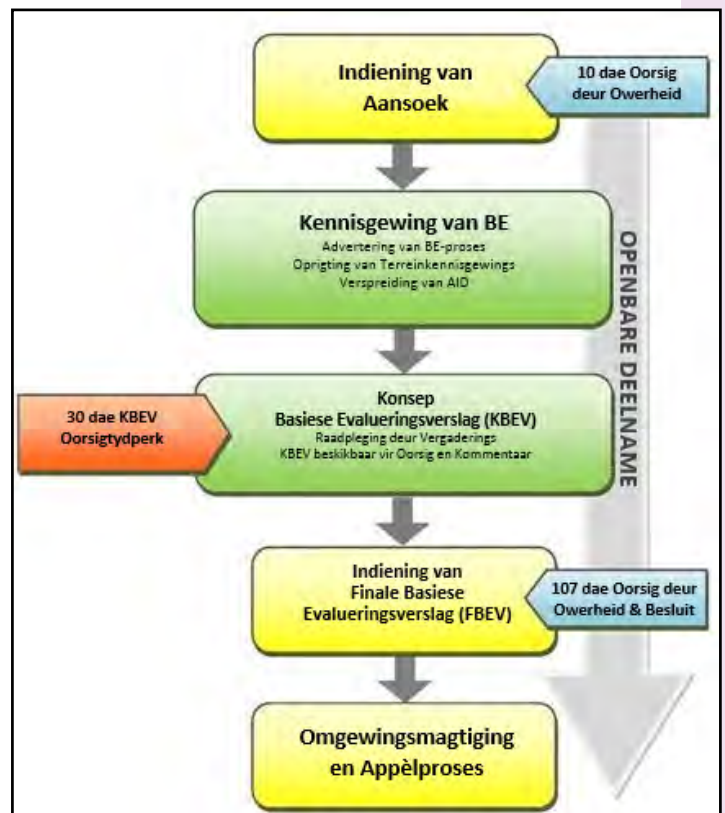 Indiening van
Aansoek
10 dae Oorsig
deur Owerheid
Kennisgewing van BE
Advertering van BE-proses
Oprigting van Terreinkennisgewings
Verspreiding van AID
OPENBARE DEELNAME
30 dae KBEV
Oorsigtydperk
Konsep
Basiese Evalueringsverslag (KBEV)
Raadpleging deur Vergaderings
KBEV beskikbaar vir Oorsig en Kommentaar
Indiening van
Finale Basiese
Evalueringsverslag (FBEV)
107 dae Oorsig deur
Owerheid & Besluit
Omgewingsmagtiging
en Appèlproses